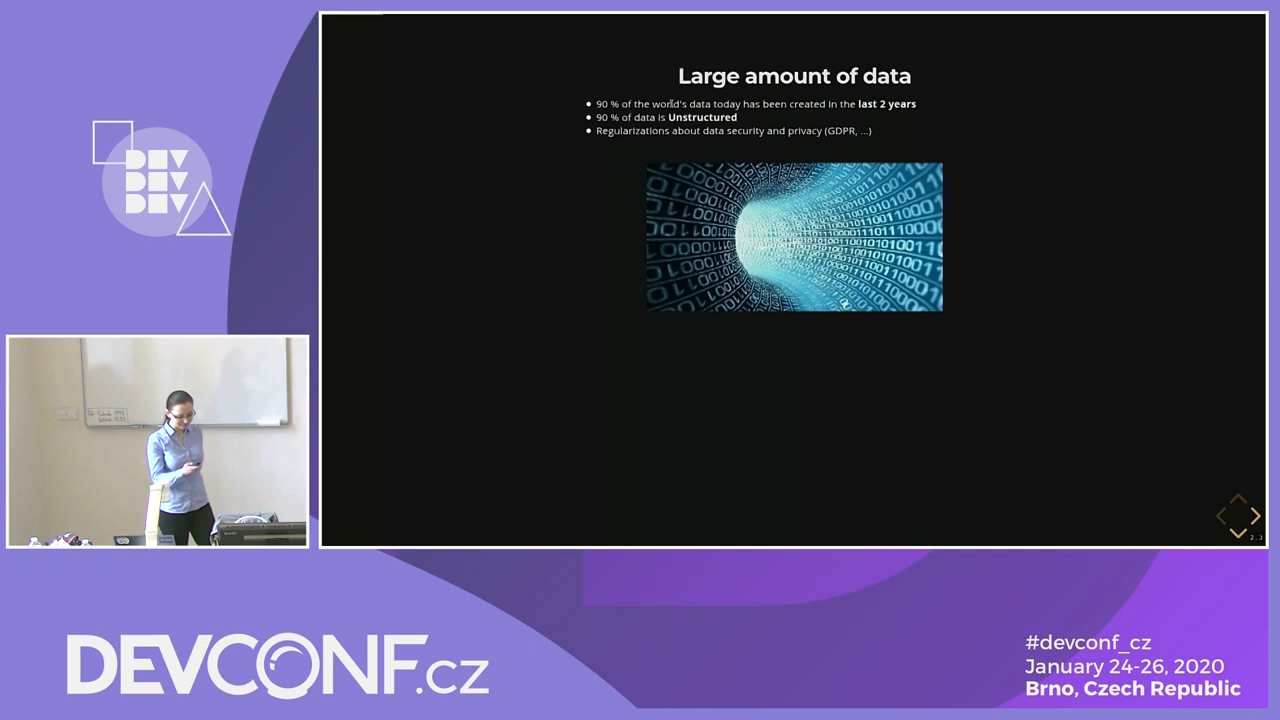 DEV
DEV
DEV
Large amount of data
90 % of the world's data today has been created in the last 2 years
90 % of data is Unstructured
Regularizations about data security and privacy (GDPR, ...)
DEVCONF.cz
#devconf_cz
January 24-26, 2020
Brno, Czech Republic